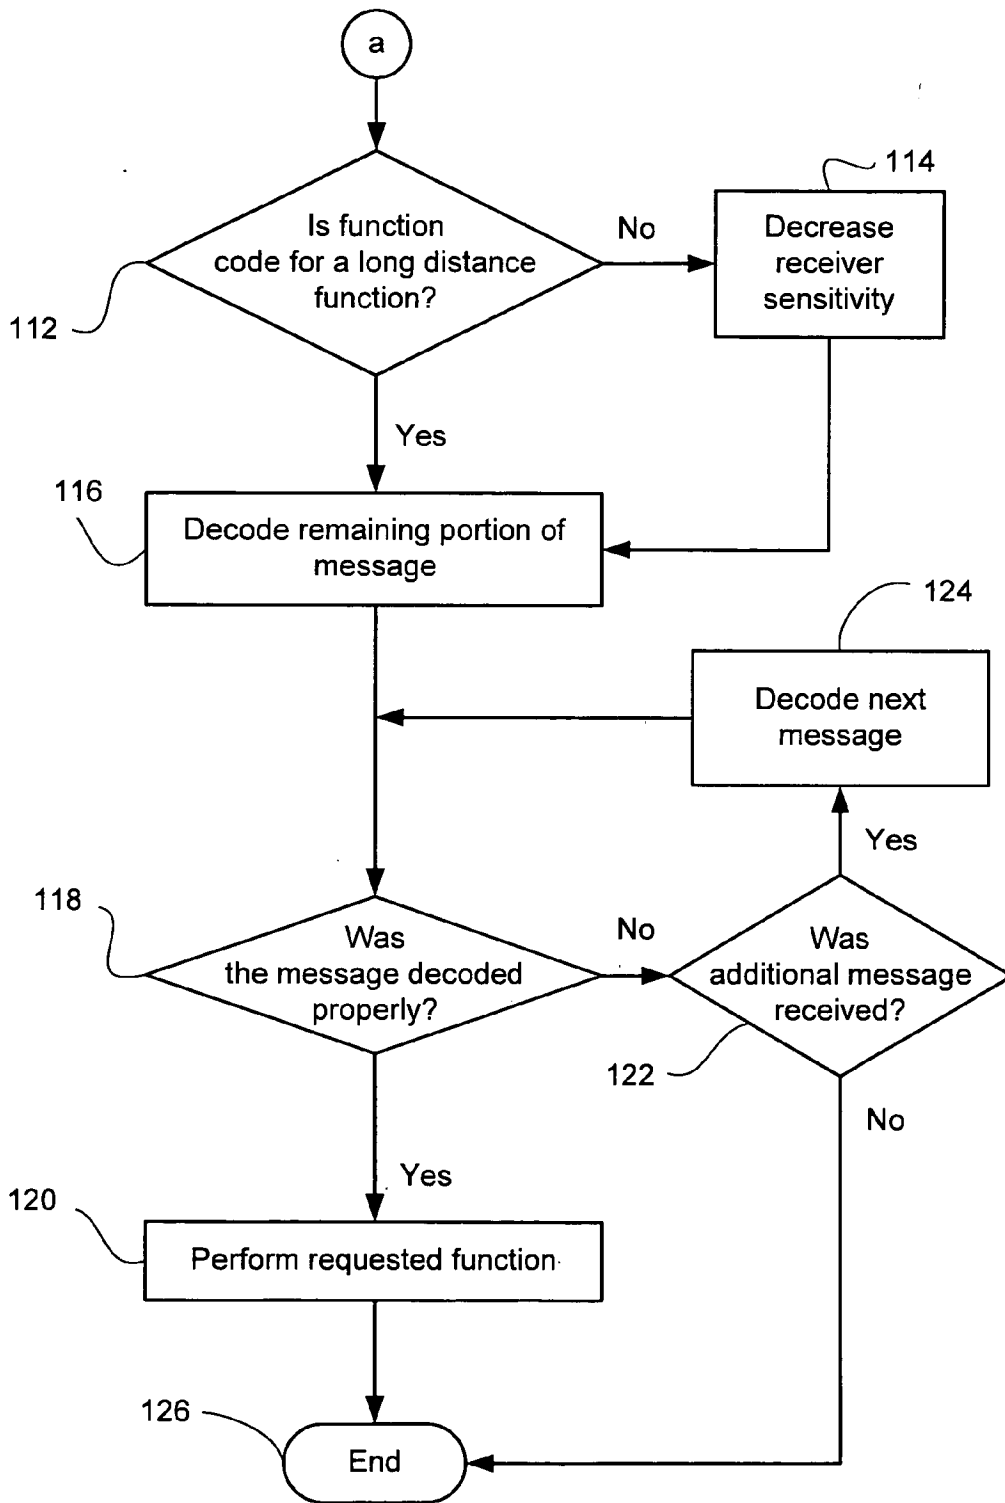 a
Is function
code for a long distance
function?
112
No
114
Decrease
receiver
sensitivity
Yes
116
Decode remaining portion of
message
124
Decode next
message
Yes
118
Was
the message decoded
properly?
No
Was
additional message
received?
122
No
Yes
120
Perform requested function
126
End